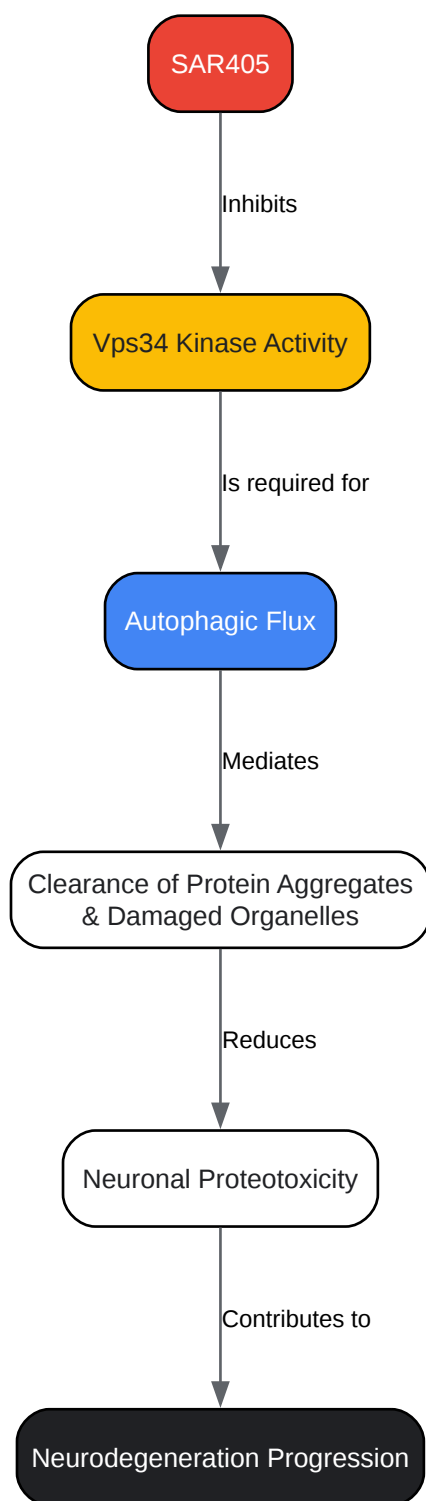 SAR405
Inhibits
Vps34 Kinase Activity
Is required for
Autophagic Flux
Mediates
Clearance of Protein Aggregates
& Damaged Organelles
Reduces
Neuronal Proteotoxicity
Contributes to
Neurodegeneration Progression